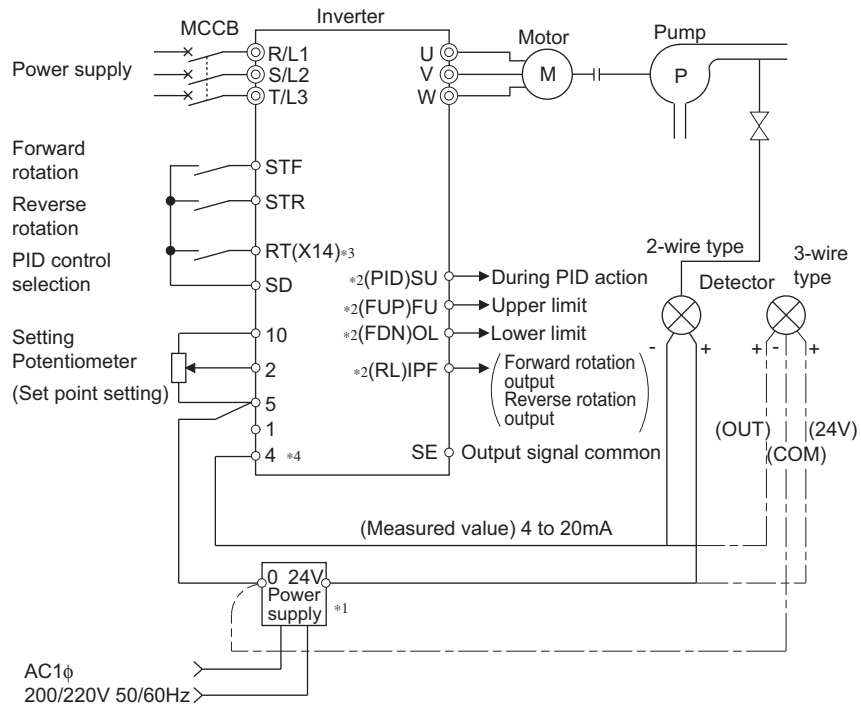 Inverter
MCCB
Motor
Pump
Power supply
R/L1
S/L2
T/L3
U
V
W
M
P
Forward
rotation
Reverse
rotation
PID control
selection
STF
STR
RT(X14)*3
SD
Setting
Potentiometer
(Set point setting)
10
2
5
1
4 *4
*2(PID)SU
During PID action
*2(FUP)FU
Upper limit
*2(FDN)OL
Lower limit
*2(RL)IPF
Forward rotation
output
Reverse rotation
output
SE
Output signal common
2-wire type
Detector
3-wire
type
- +
+ - +
(OUT)
(24V)
(COM)
(Measured value) 4 to 20mA
0 24V
Power
supply
*1
AC1ϕ
200/220V 50/60Hz